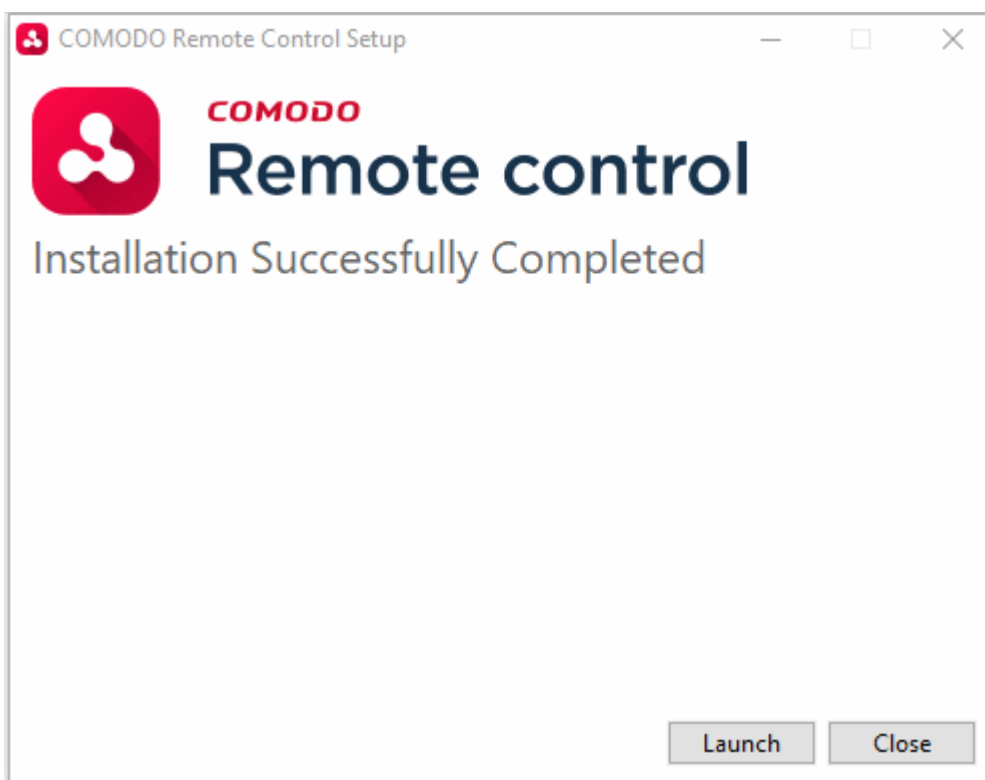 COMODO Remote Control Setup
COMODO
Remote control
Installation Successfully Completed
Launch Close